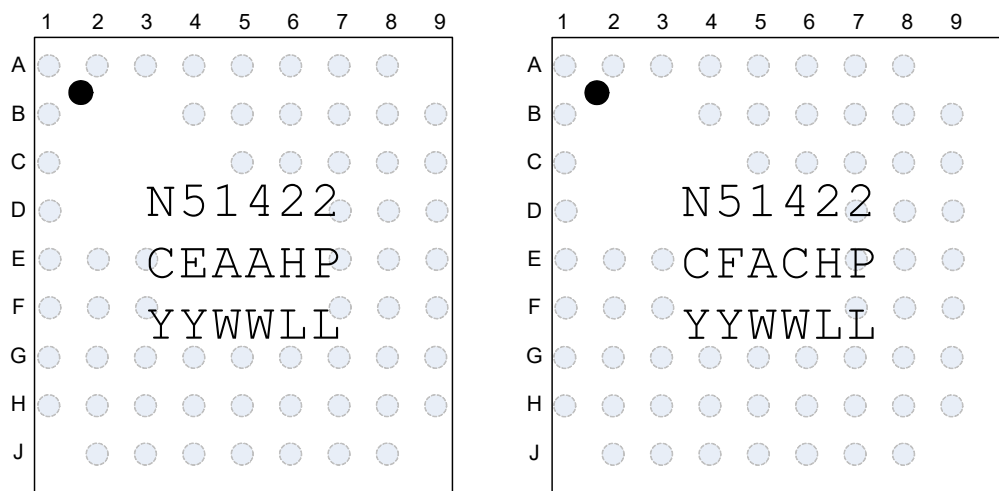 1 2 3 4 5 6 7 8 9
A
B
C
D
E
F
G
H
J
N51422
CEAAHP
YYWWLL
1 2 3 4 5 6 7 8 9
A
B
C
D
E
F
G
H
J
N51422
CFACHP
YYWWLL